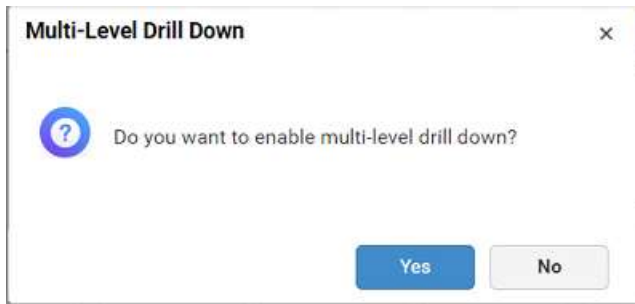 Multi-Level Drill Down
Do you want to enable multi-level drill down?
Yes
No